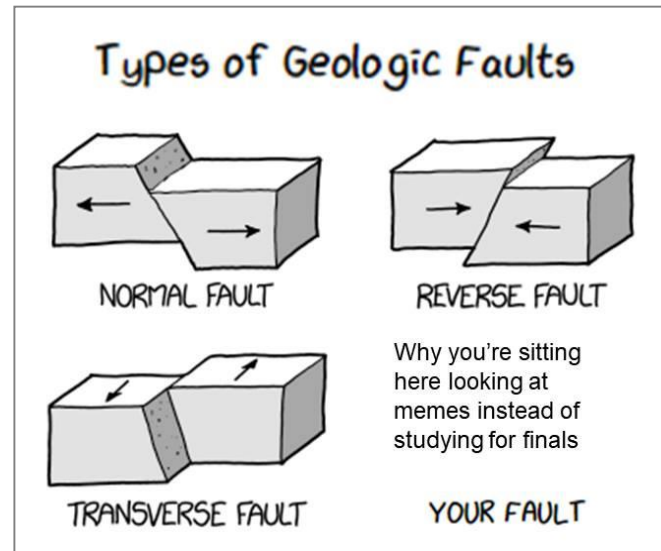 Types of Geologic Faults
NORMAL FAULT
REVERSE FAULT
Why you're sitting
here looking at
memes instead of
studying for finals
TRANSVERSE FAULT
YOUR FAULT